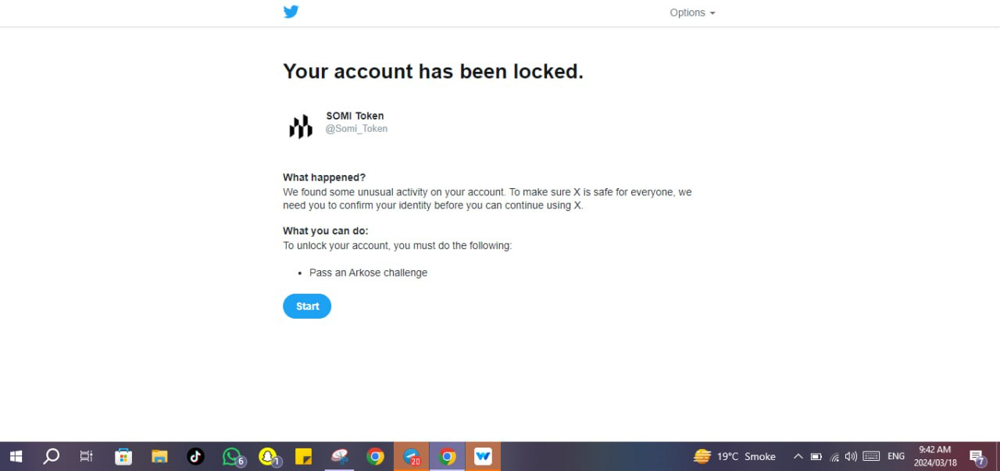 Options
Your account has been locked.
SOMI Token
@Somi_Token
What happened?
We found some unusual activity on your account. To make sure X is safe for everyone, we
need you to confirm your identity before you can continue using X.
What you can do:
To unlock your account, you must do the following:
• Pass an Arkose challenge
Start
6
1
20
W
19°C Smoke
ENG
9:42 AM
2024/03/18
7